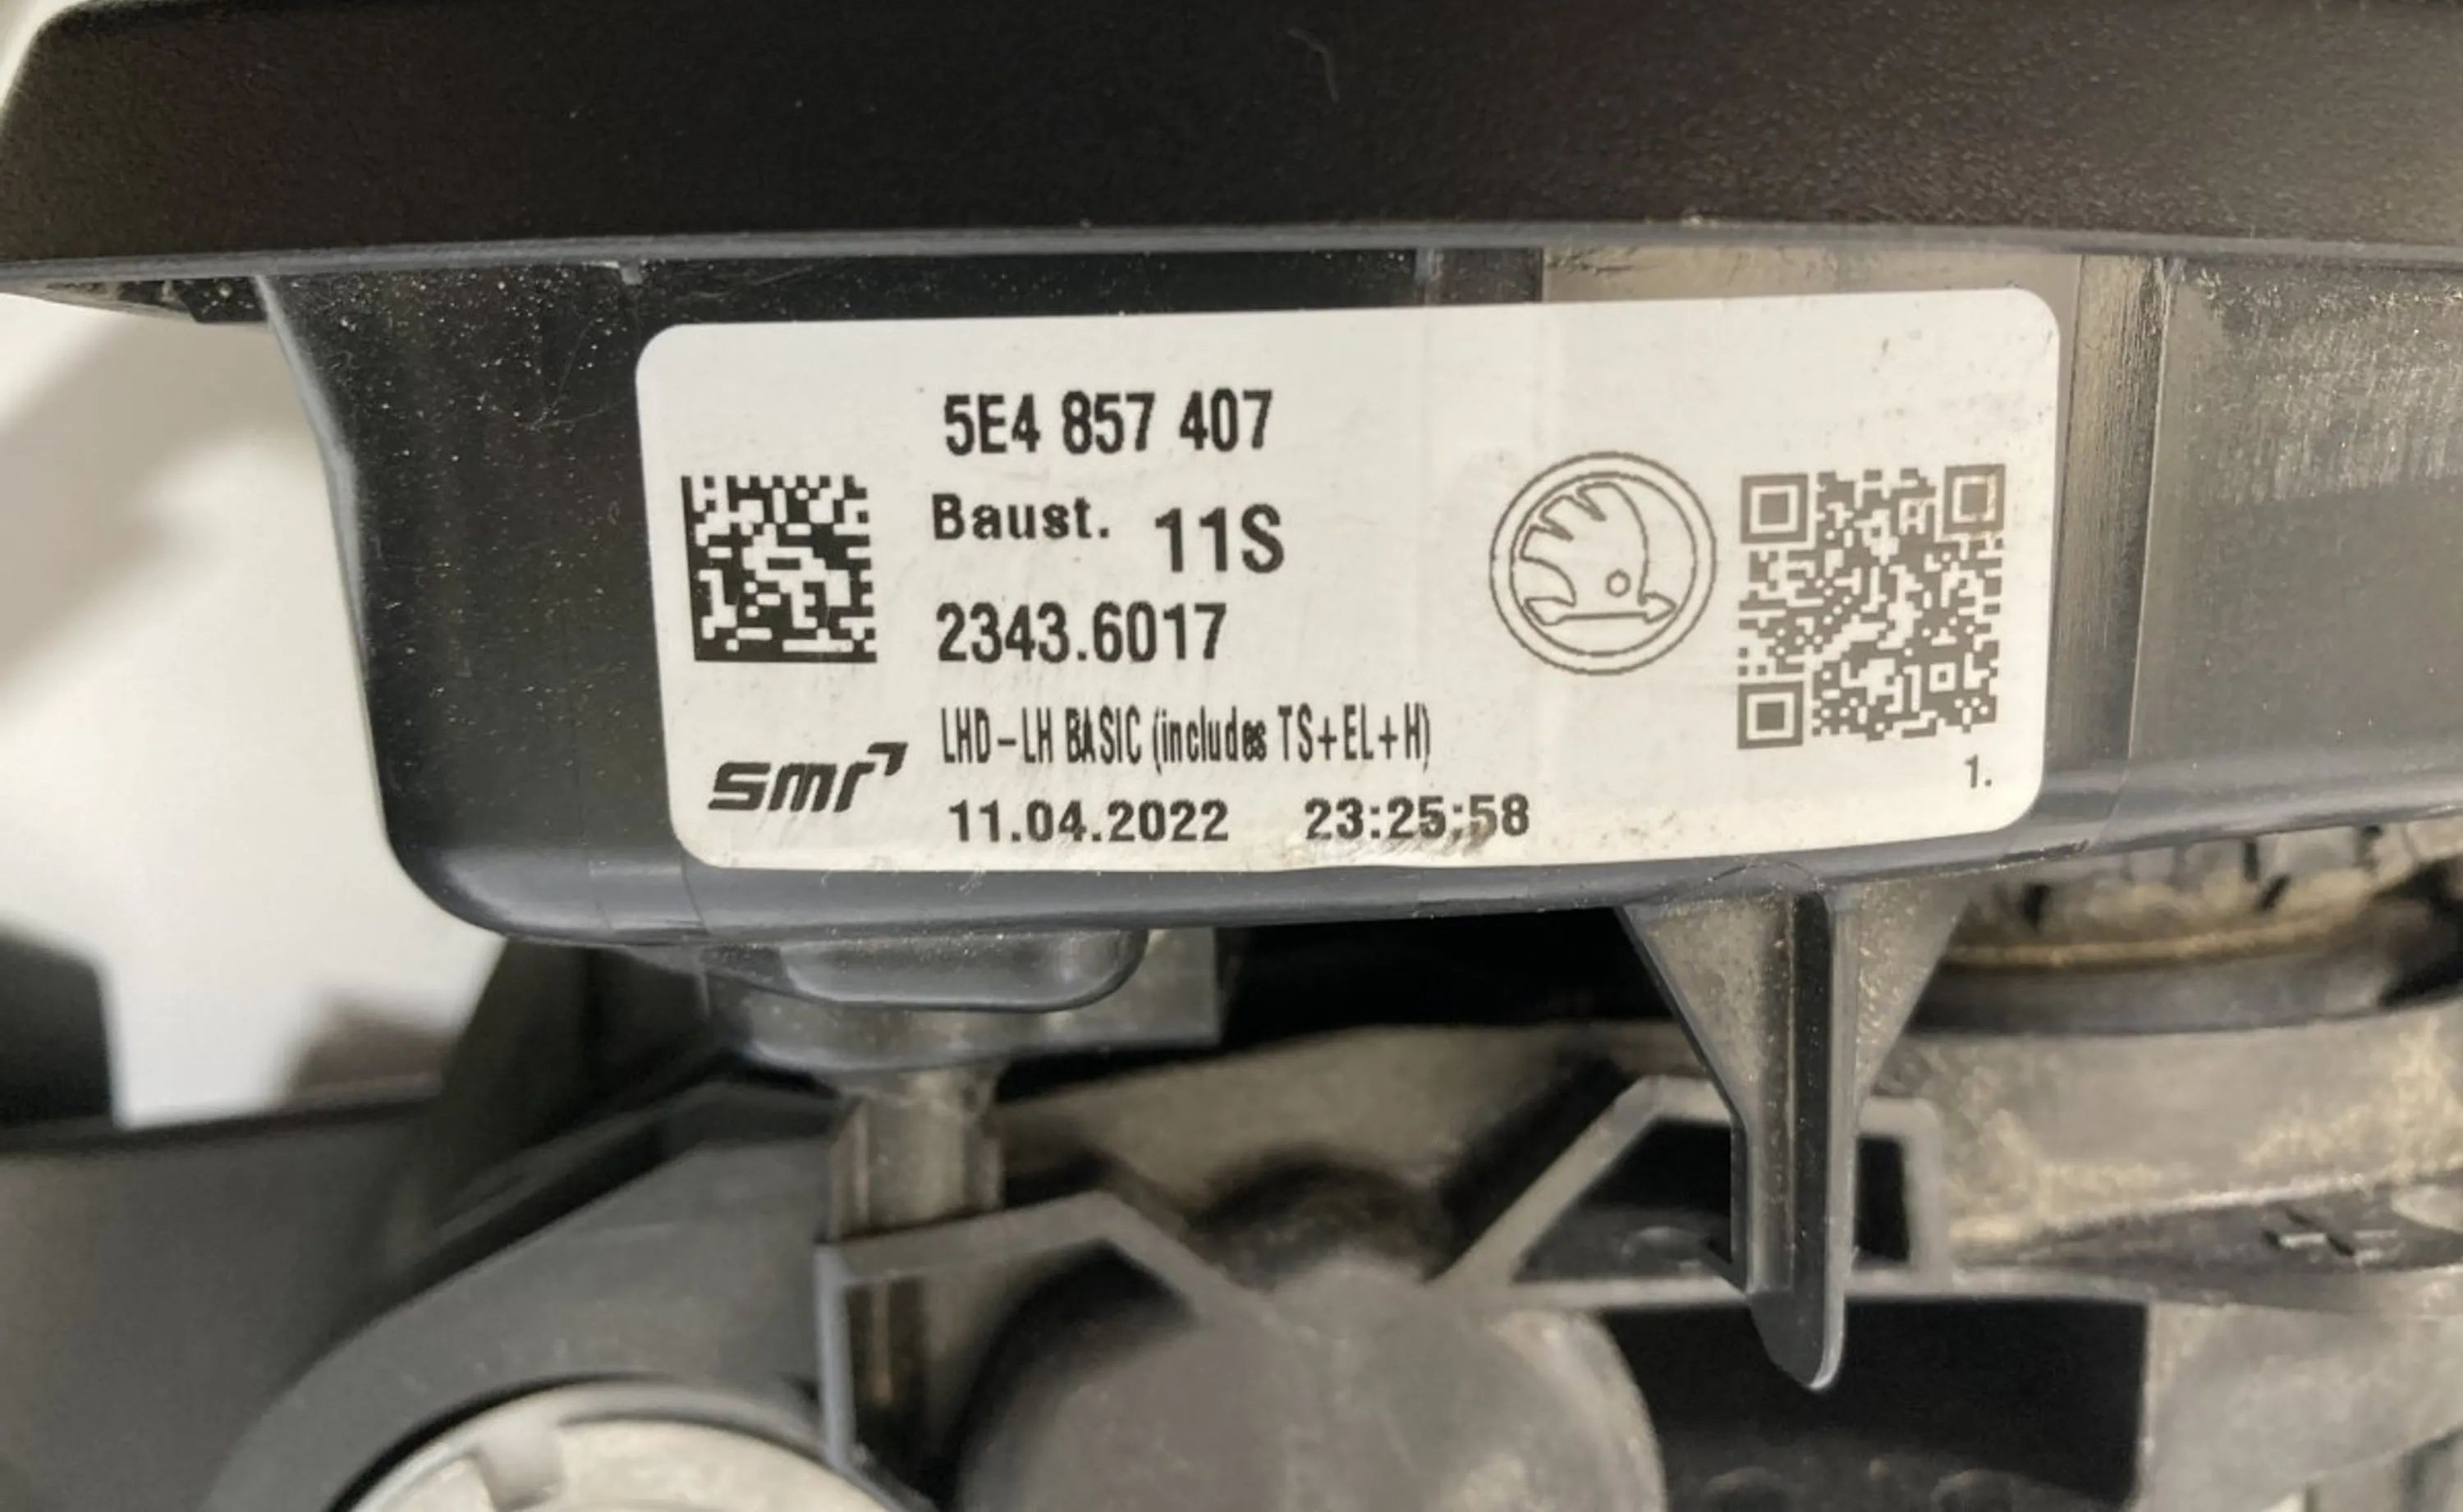 5E4 857 407
Baust. 11S
2343.6017
LHD-LH BASIC (includes TS+EL+H)
smr
11.04.2022 23:25:58
1.